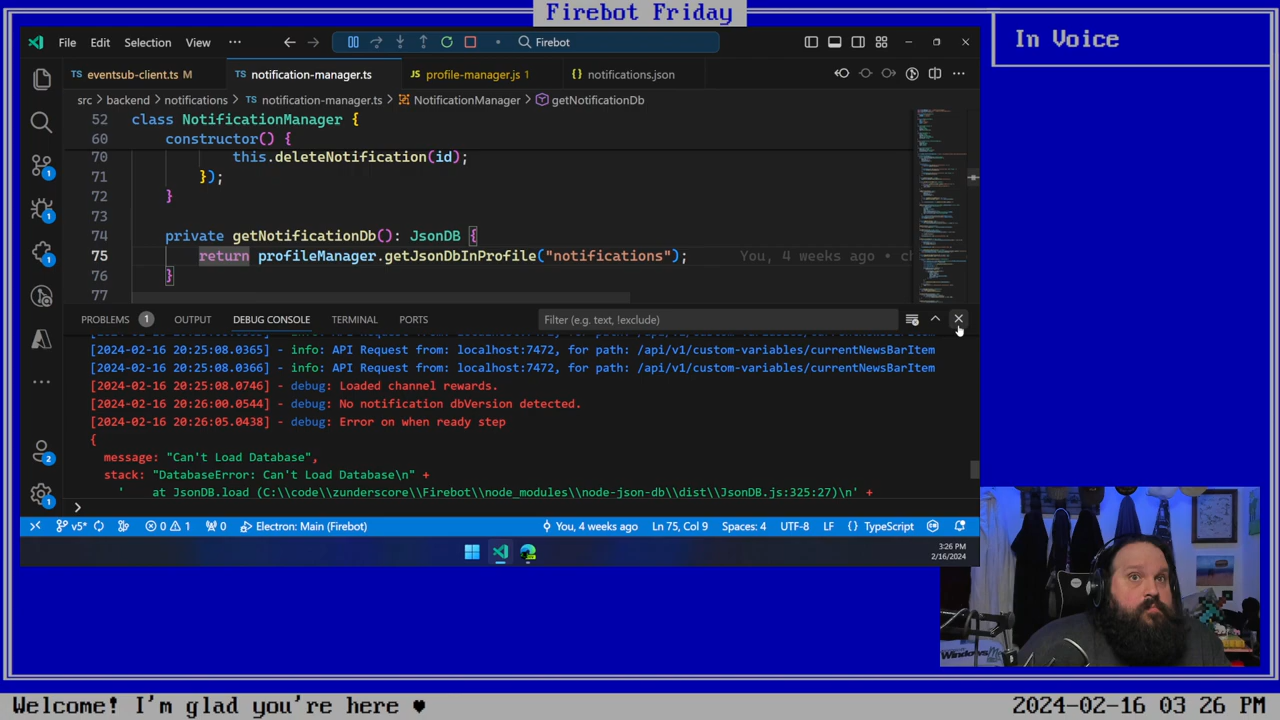 Firebot Friday
In Voice
File Edit Selection View ··· Firebot
TS eventsub-client.ts TS notification-manager.ts JS profile-manager.js 1 {} notifications.json
src > backend > notifications > TS notification-manager.ts > NotificationManager > getNotificationDb
52 class NotificationManager {
60 constructor() {
70 this.deleteNotification(id);
71 });
72 }
73
74 private getNotificationDb(): JsonDB {
75 profileManager.getJsonDbInProfile("notifications"); You, 4 weeks ago •
76 }
77
PROBLEMS 1 OUTPUT DEBUG CONSOLE TERMINAL PORTS Filter (e.g. text, !exclude)
[2024-02-16 20:25:08.0365] - info: API Request from: localhost:7472, for path: /api/v1/custom-variables/currentNewsBarItem
[2024-02-16 20:25:08.0366] - info: API Request from: localhost:7472, for path: /api/v1/custom-variables/currentNewsBarItem
[2024-02-16 20:25:08.0746] - debug: Loaded channel rewards.
[2024-02-16 20:26:00.0544] - debug: No notification dbVersion detected.
[2024-02-16 20:26:05.0438] - debug: Error on when ready step
{
message: "Can't Load Database",
stack: "DatabaseError: Can't Load Database\n" +
' at JsonDB.load (C:\\code\\zunderscore\\Firebot\\node_modules\\node-json-db\\dist\\JsonDB.js:325:27)\n' +
>
v5* 0 1 0 Electron: Main (Firebot) You, 4 weeks ago Ln 75, Col 9 Spaces: 4 UTF-8 LF {} TypeScript
3:26 PM
2/16/2024
Welcome! I'm glad you're here ♥ 2024-02-16 03 26 PM